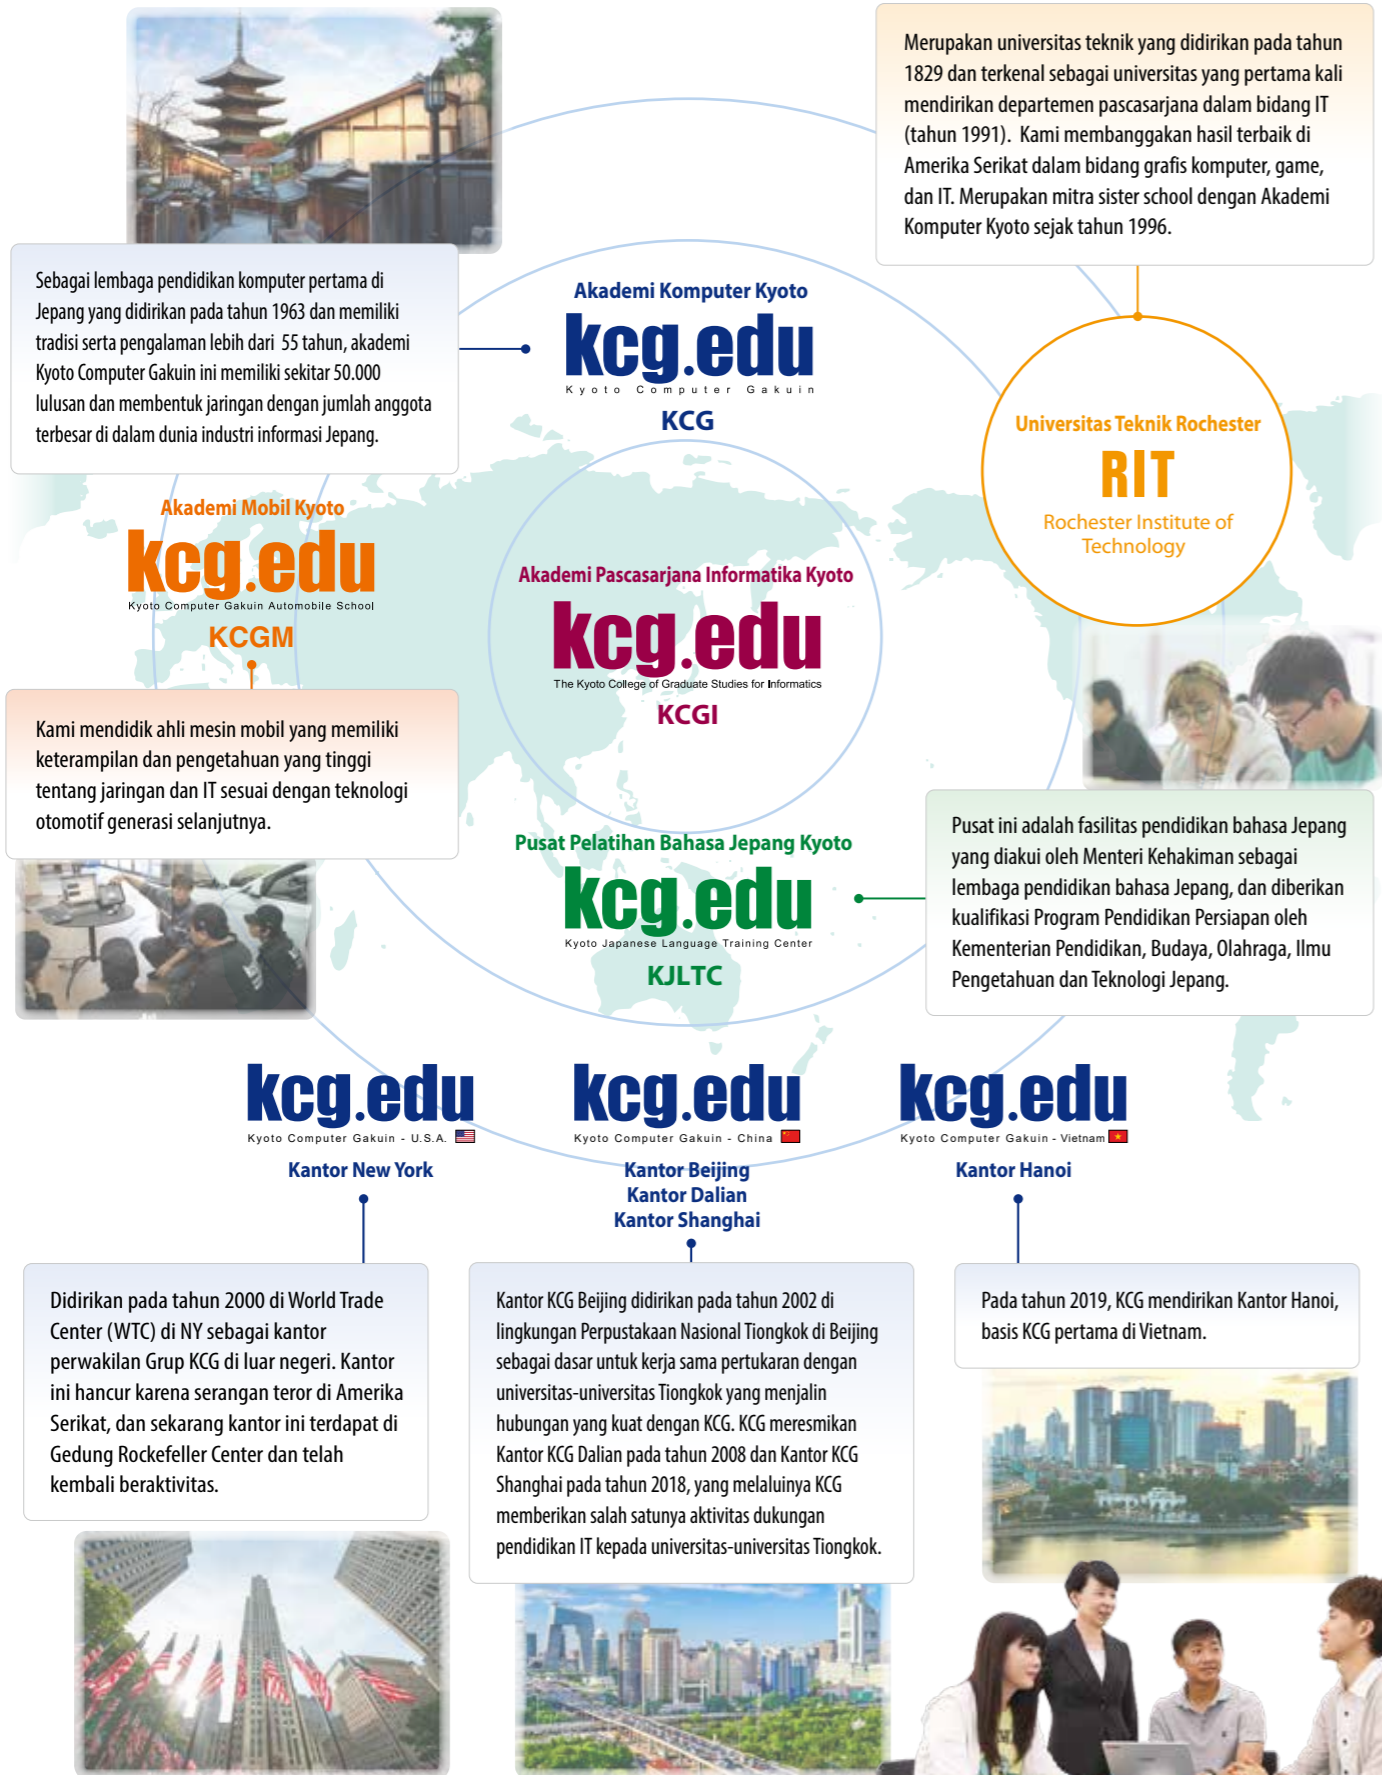 Merupakan universitas teknik yang didirikan pada tahun
1829 dan terkenal sebagai universitas yang pertama kali
mendirikan departemen pascasarjana dalam bidang IT
(tahun 1991).  Kami membanggakan hasil terbaik di
Amerika Serikat dalam bidang grafis komputer, game,
dan IT. Merupakan mitra sister school dengan Akademi
Komputer Kyoto sejak tahun 1996.
Sebagai lembaga pendidikan komputer pertama di
Jepang yang didirikan pada tahun 1963 dan memiliki
tradisi serta pengalaman lebih dari  55 tahun, akademi
Kyoto Computer Gakuin ini memiliki sekitar 50.000
lulusan dan membentuk jaringan dengan jumlah anggota
terbesar di dalam dunia industri informasi Jepang.
Akademi Komputer Kyoto
kcg.edu
Kyoto Computer Gakuin
KCG
Universitas Teknik Rochester
RIT
Rochester Institute of
Technology
Akademi Mobil Kyoto
kcg.edu
Kyoto Computer Gakuin Automobile School
KCGM
Akademi Pascasarjana Informatika Kyoto
kcg.edu
The Kyoto College of Graduate Studies for Informatics
KCGI
Kami mendidik ahli mesin mobil yang memiliki
keterampilan dan pengetahuan yang tinggi
tentang jaringan dan IT sesuai dengan teknologi
otomotif generasi selanjutnya.
Pusat Pelatihan Bahasa Jepang Kyoto
kcg.edu
Kyoto Japanese Language Training Center
KJLTC
Pusat ini adalah fasilitas pendidikan bahasa Jepang
yang diakui oleh Menteri Kehakiman sebagai
lembaga pendidikan bahasa Jepang, dan diberikan
kualifikasi Program Pendidikan Persiapan oleh
Kementerian Pendidikan, Budaya, Olahraga, Ilmu
Pengetahuan dan Teknologi Jepang.
kcg.edu
Kyoto Computer Gakuin - U.S.A.
Kantor New York
kcg.edu
Kyoto Computer Gakuin - China
Kantor Beijing
Kantor Dalian
Kantor Shanghai
kcg.edu
Kyoto Computer Gakuin - Vietnam
Kantor Hanoi
Didirikan pada tahun 2000 di World Trade
Center (WTC) di NY sebagai kantor
perwakilan Grup KCG di luar negeri. Kantor
ini hancur karena serangan teror di Amerika
Serikat, dan sekarang kantor ini terdapat di
Gedung Rockefeller Center dan telah
kembali beraktivitas.
Kantor KCG Beijing didirikan pada tahun 2002 di
lingkungan Perpustakaan Nasional Tiongkok di Beijing
sebagai dasar untuk kerja sama pertukaran dengan
universitas-universitas Tiongkok yang menjalin
hubungan yang kuat dengan KCG. KCG meresmikan
Kantor KCG Dalian pada tahun 2008 dan Kantor KCG
Shanghai pada tahun 2018, yang melaluinya KCG
memberikan salah satunya aktivitas dukungan
pendidikan IT kepada universitas-universitas Tiongkok.
Pada tahun 2019, KCG mendirikan Kantor Hanoi,
basis KCG pertama di Vietnam.